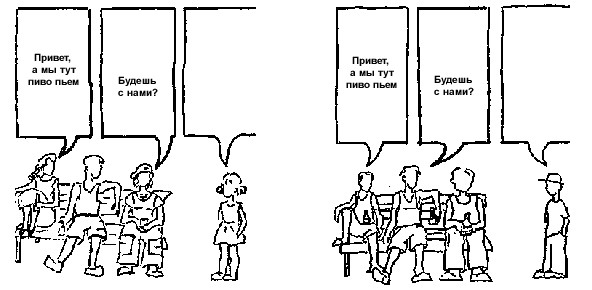 Привет,
а мы тут
пиво пьем
Будешь
с нами?
Привет,
а мы тут
пиво пьем
Будешь
с нами?